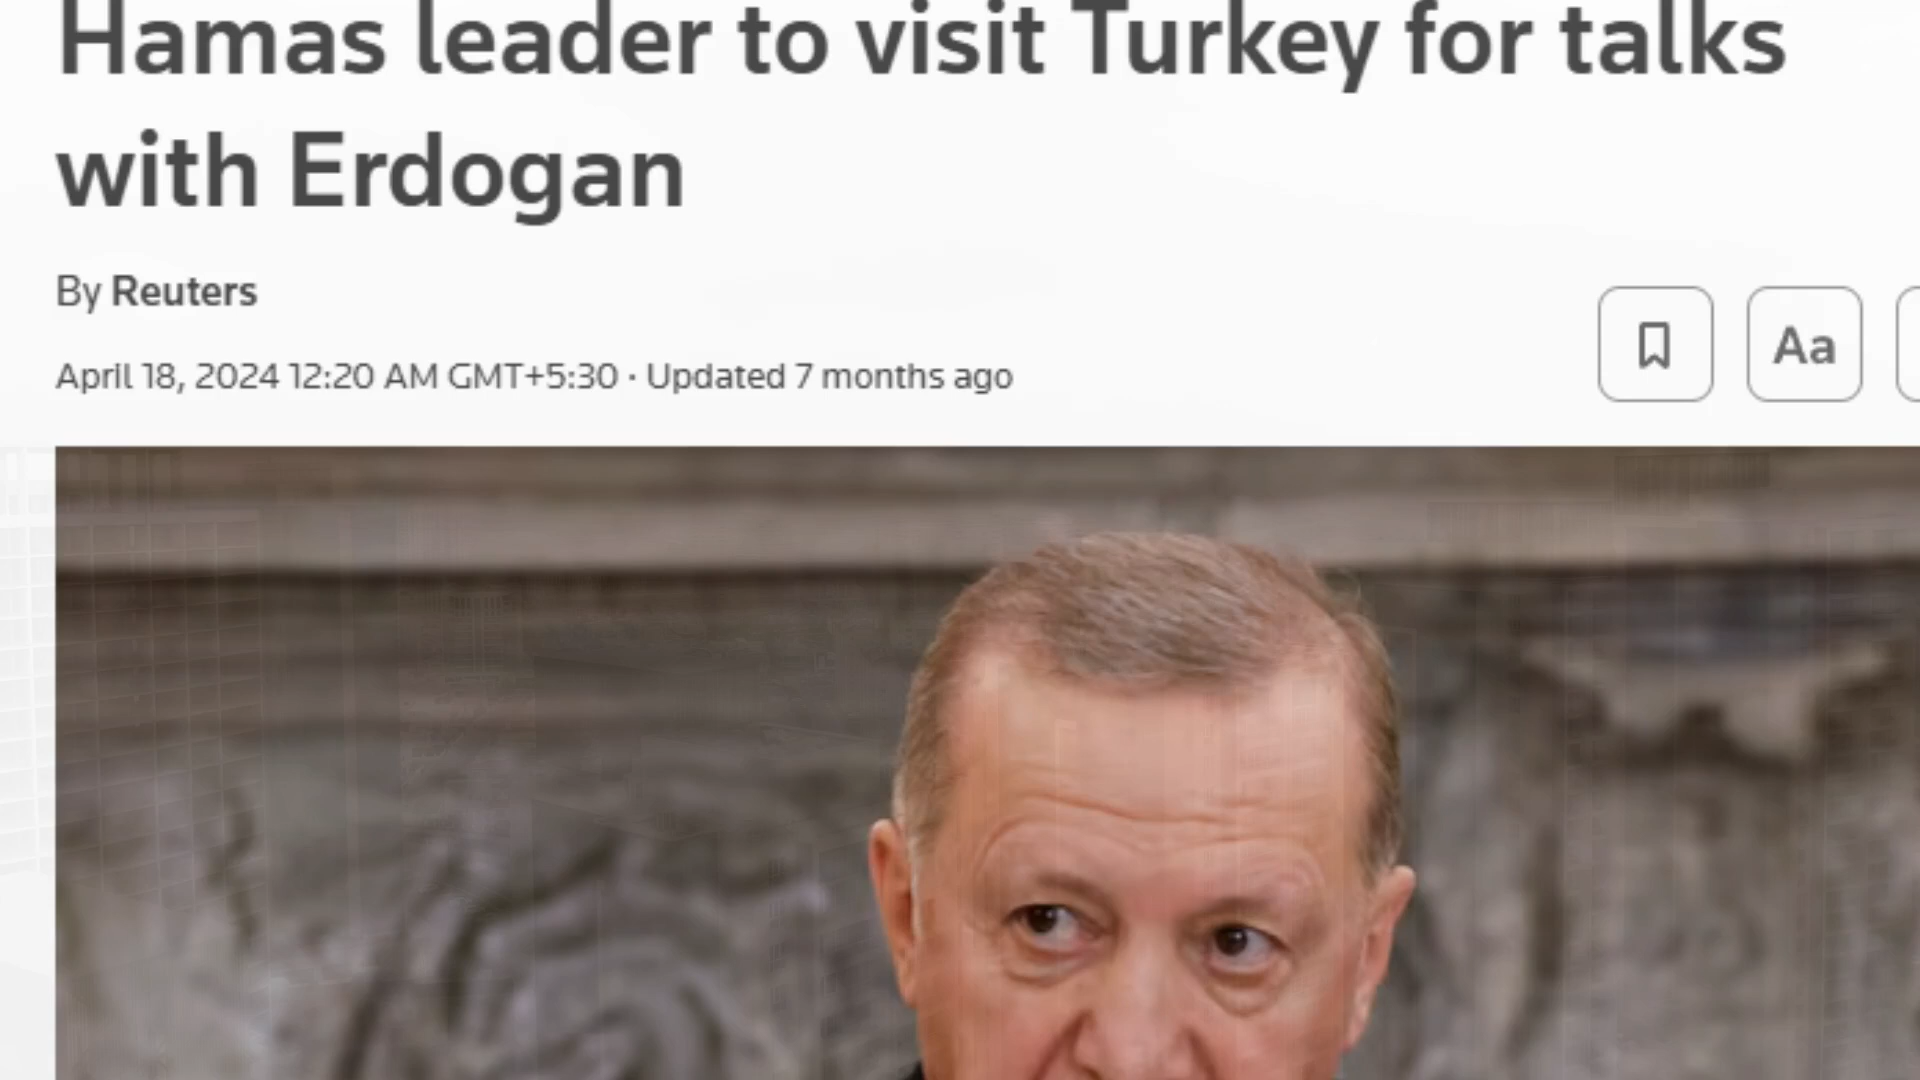 Hamas leader to visit Turkey for talks
with Erdogan
By Reuters
April 18, 2024 12:20 AM GMT+5:30 · Updated 7 months ago
Aa